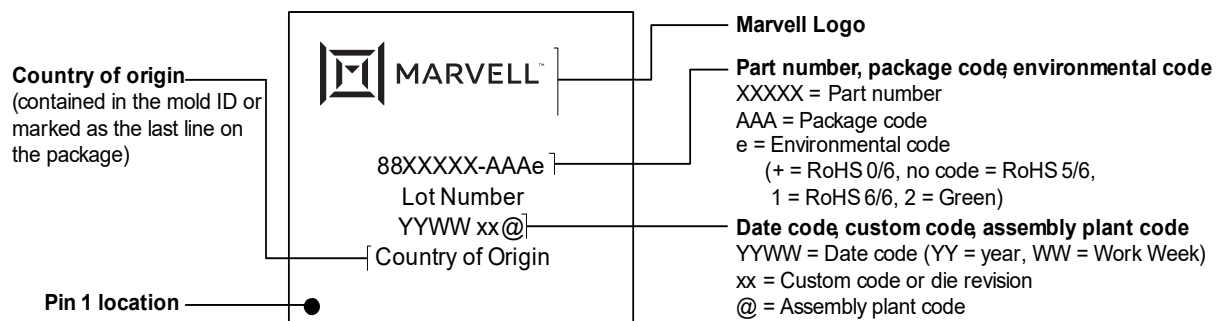 Country of origin
(contained in the mold ID or
marked as the last line on
the package)
Pin 1 location
MARVELL™
88XXXXX-AAAe
Lot Number
YYWW xx@
Country of Origin
Marvell Logo
Part number, package code, environmental code
XXXXX = Part number
AAA = Package code
e = Environmental code
(+ = RoHS 0/6, no code = RoHS 5/6,
1 = RoHS 6/6, 2 = Green)
Date code, custom code, assembly plant code
YYWW = Date code (YY = year, WW = Work Week)
xx = Custom code or die revision
@ = Assembly plant code